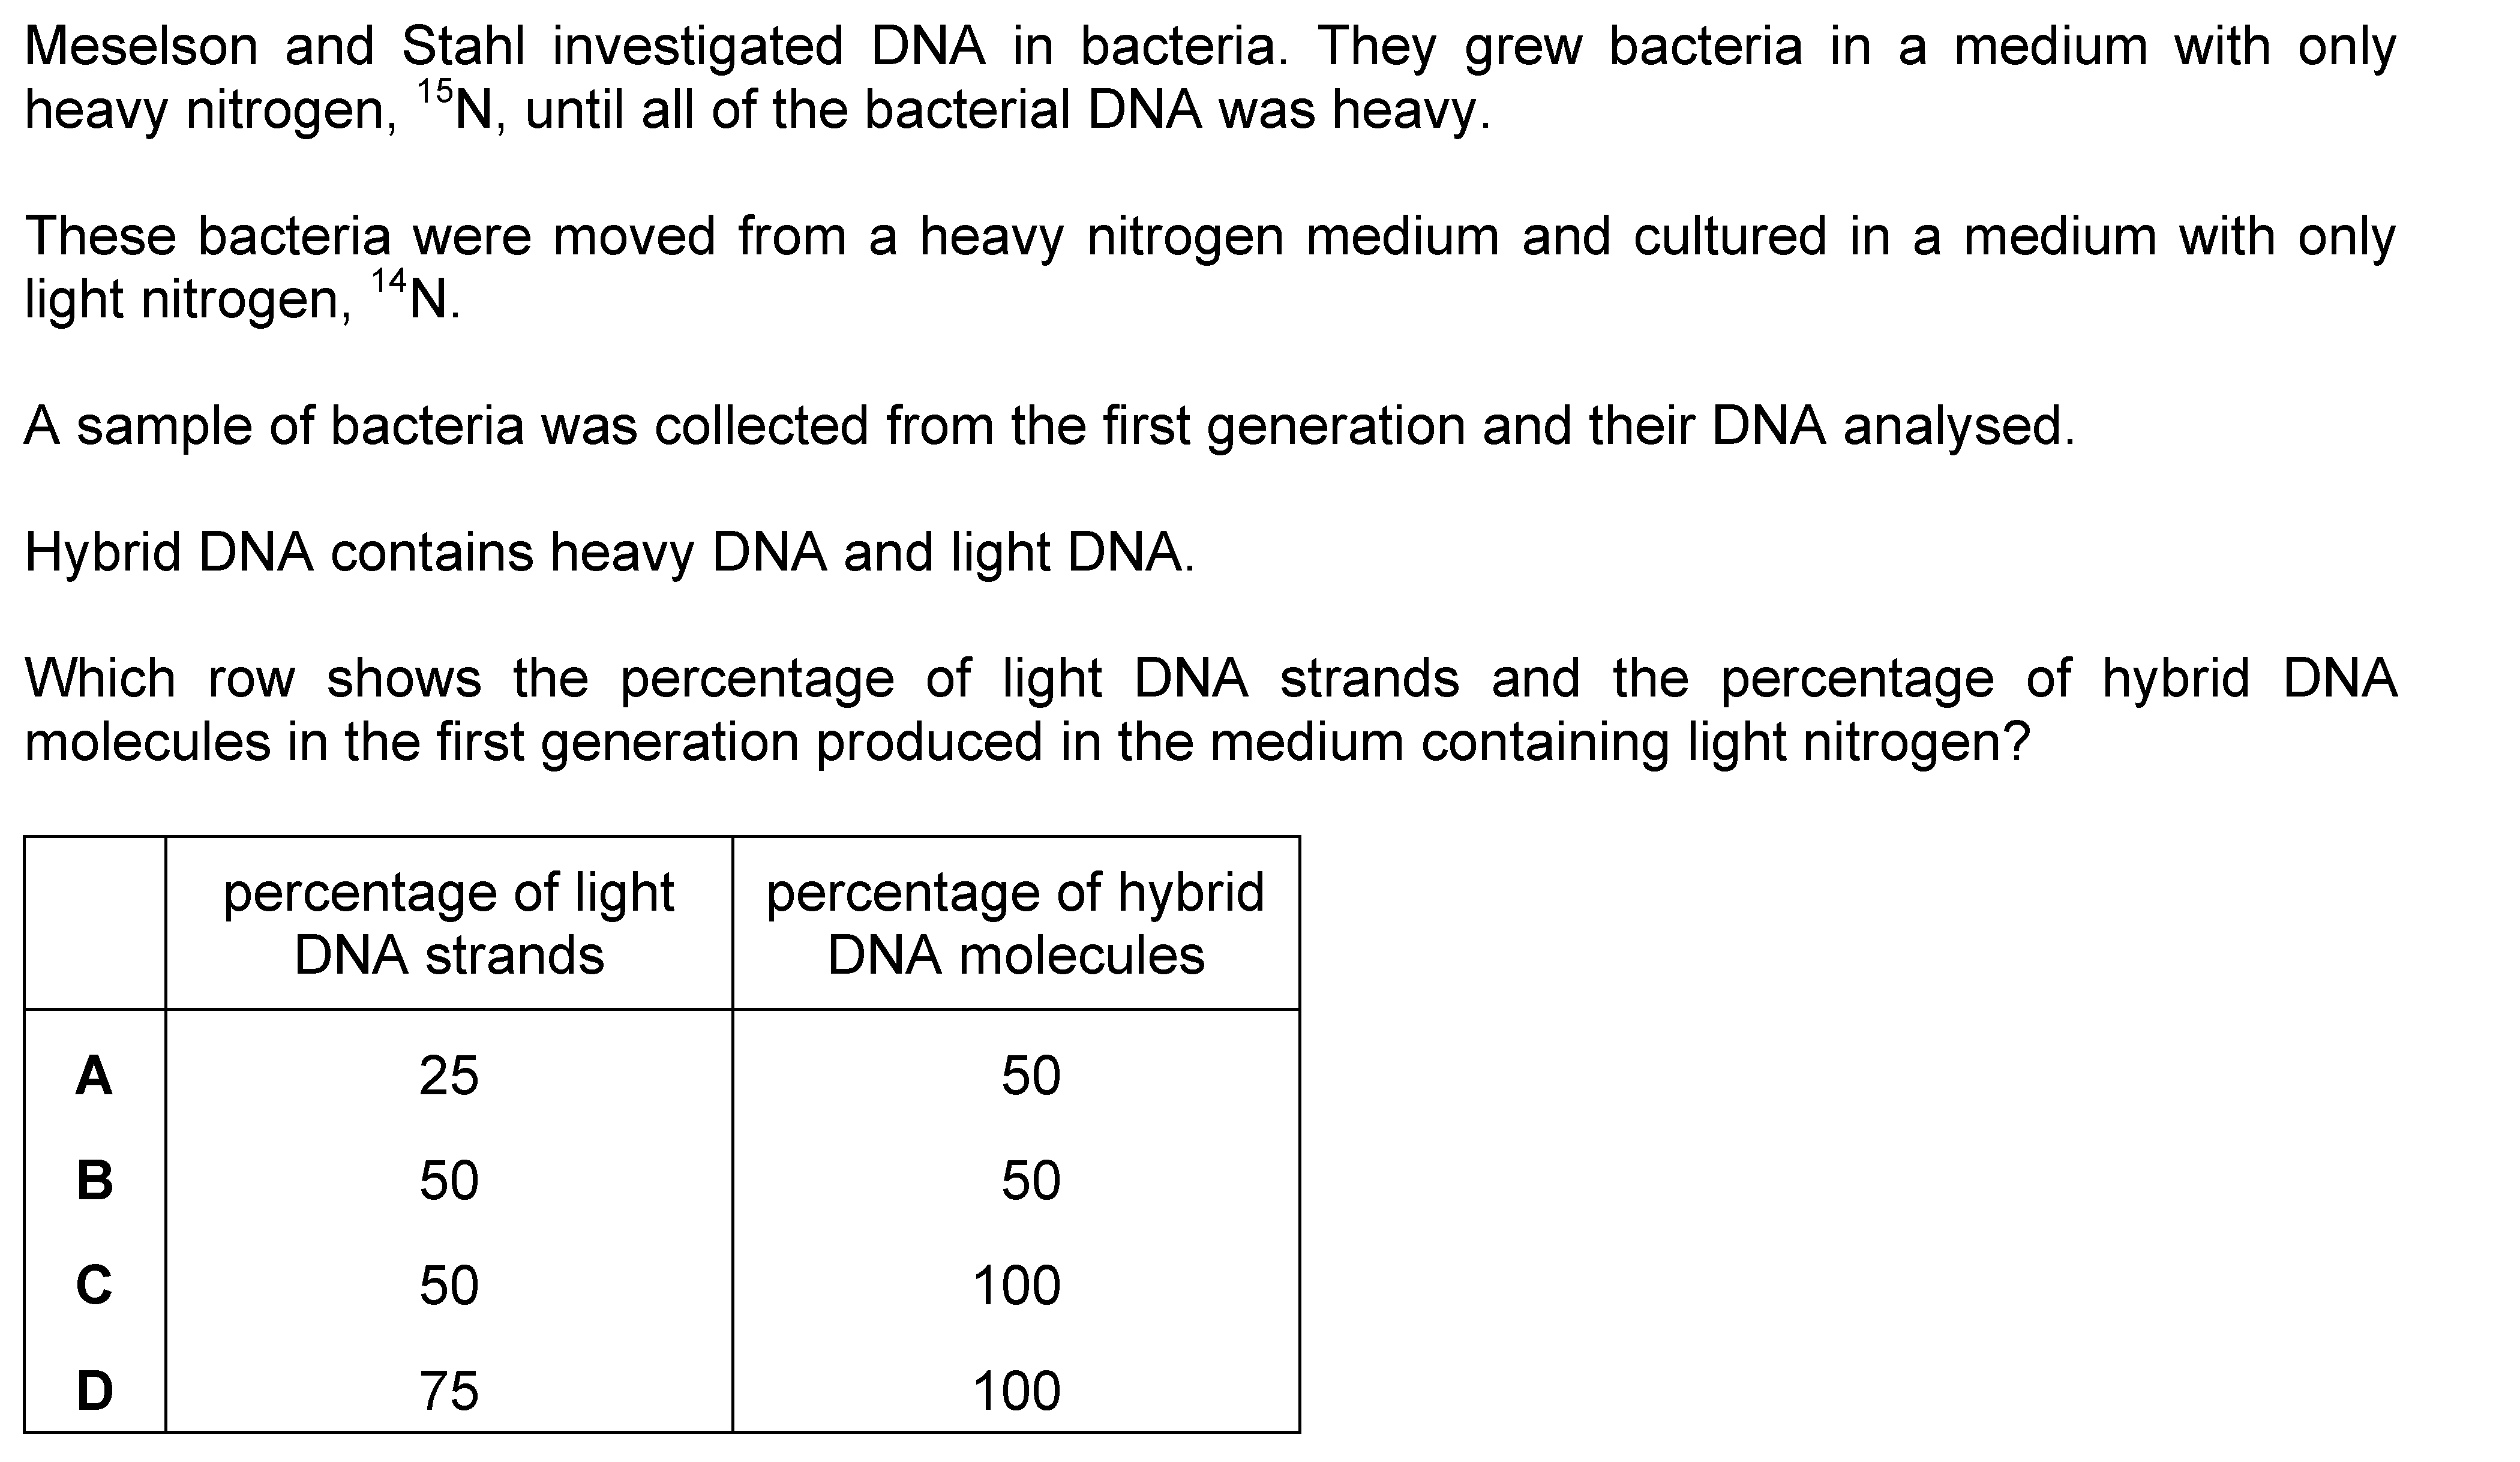 Meselson and Stahl investigated DNA in bacteria. They grew bacteria in a medium with only
heavy nitrogen, ¹⁵N, until all of the bacterial DNA was heavy.
These bacteria were moved from a heavy nitrogen medium and cultured in a medium with only
light nitrogen, ¹⁴N.
A sample of bacteria was collected from the first generation and their DNA analysed.
Hybrid DNA contains heavy DNA and light DNA.
Which row shows the percentage of light DNA strands and the percentage of hybrid DNA
molecules in the first generation produced in the medium containing light nitrogen?
percentage of light percentage of hybrid
DNA strands DNA molecules
A 25 50
B 50 50
C 50 100
D 75 100